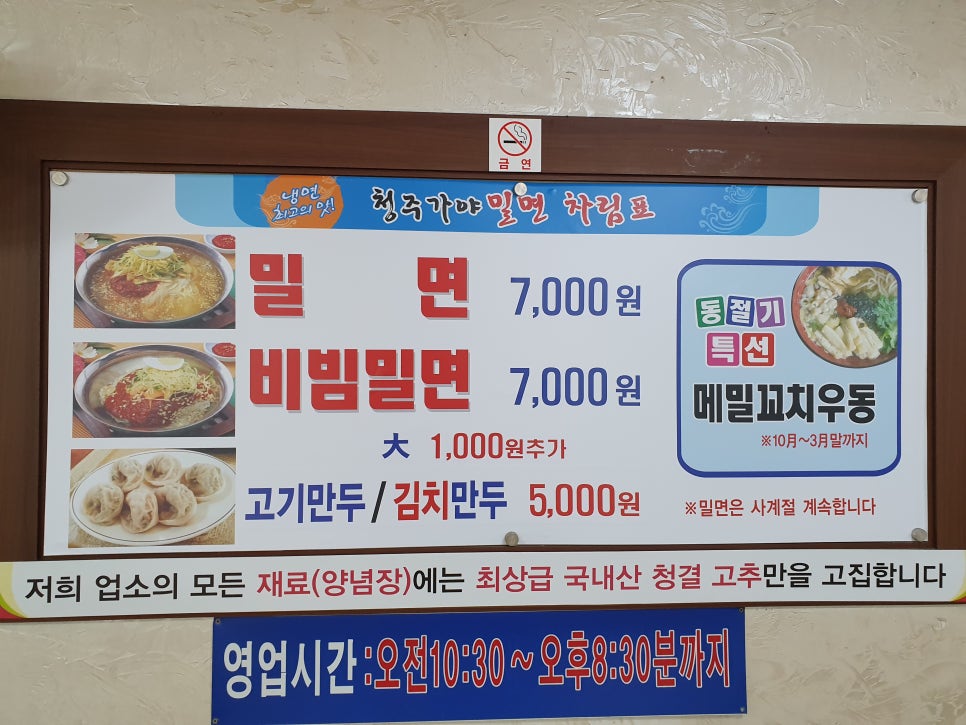 금 연
냉면
최고의 맛!
청주가야 밀면 차림표
밀 면 7,000원
비빔밀면 7,000원
大 1,000원추가
고기만두 / 김치만두 5,000원
동절기
특선
메밀꼬치우동
※10月~3月말까지
※밀면은 사계절 계속합니다
저희 업소의 모든 재료(양념장)에는 최상급 국내산 청결 고추만을 고집합니다
영업시간:오전10:30~오후8:30분까지